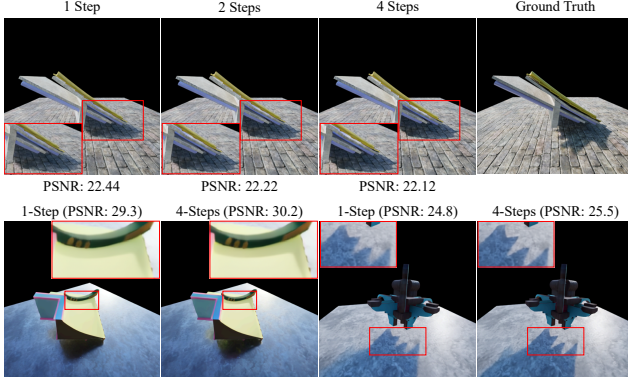 1 Step 2 Steps 4 Steps Ground Truth
PSNR: 22.44 PSNR: 22.22 PSNR: 22.12
1-Step (PSNR: 29.3) 4-Steps (PSNR: 30.2) 1-Step (PSNR: 24.8) 4-Steps (PSNR: 25.5)